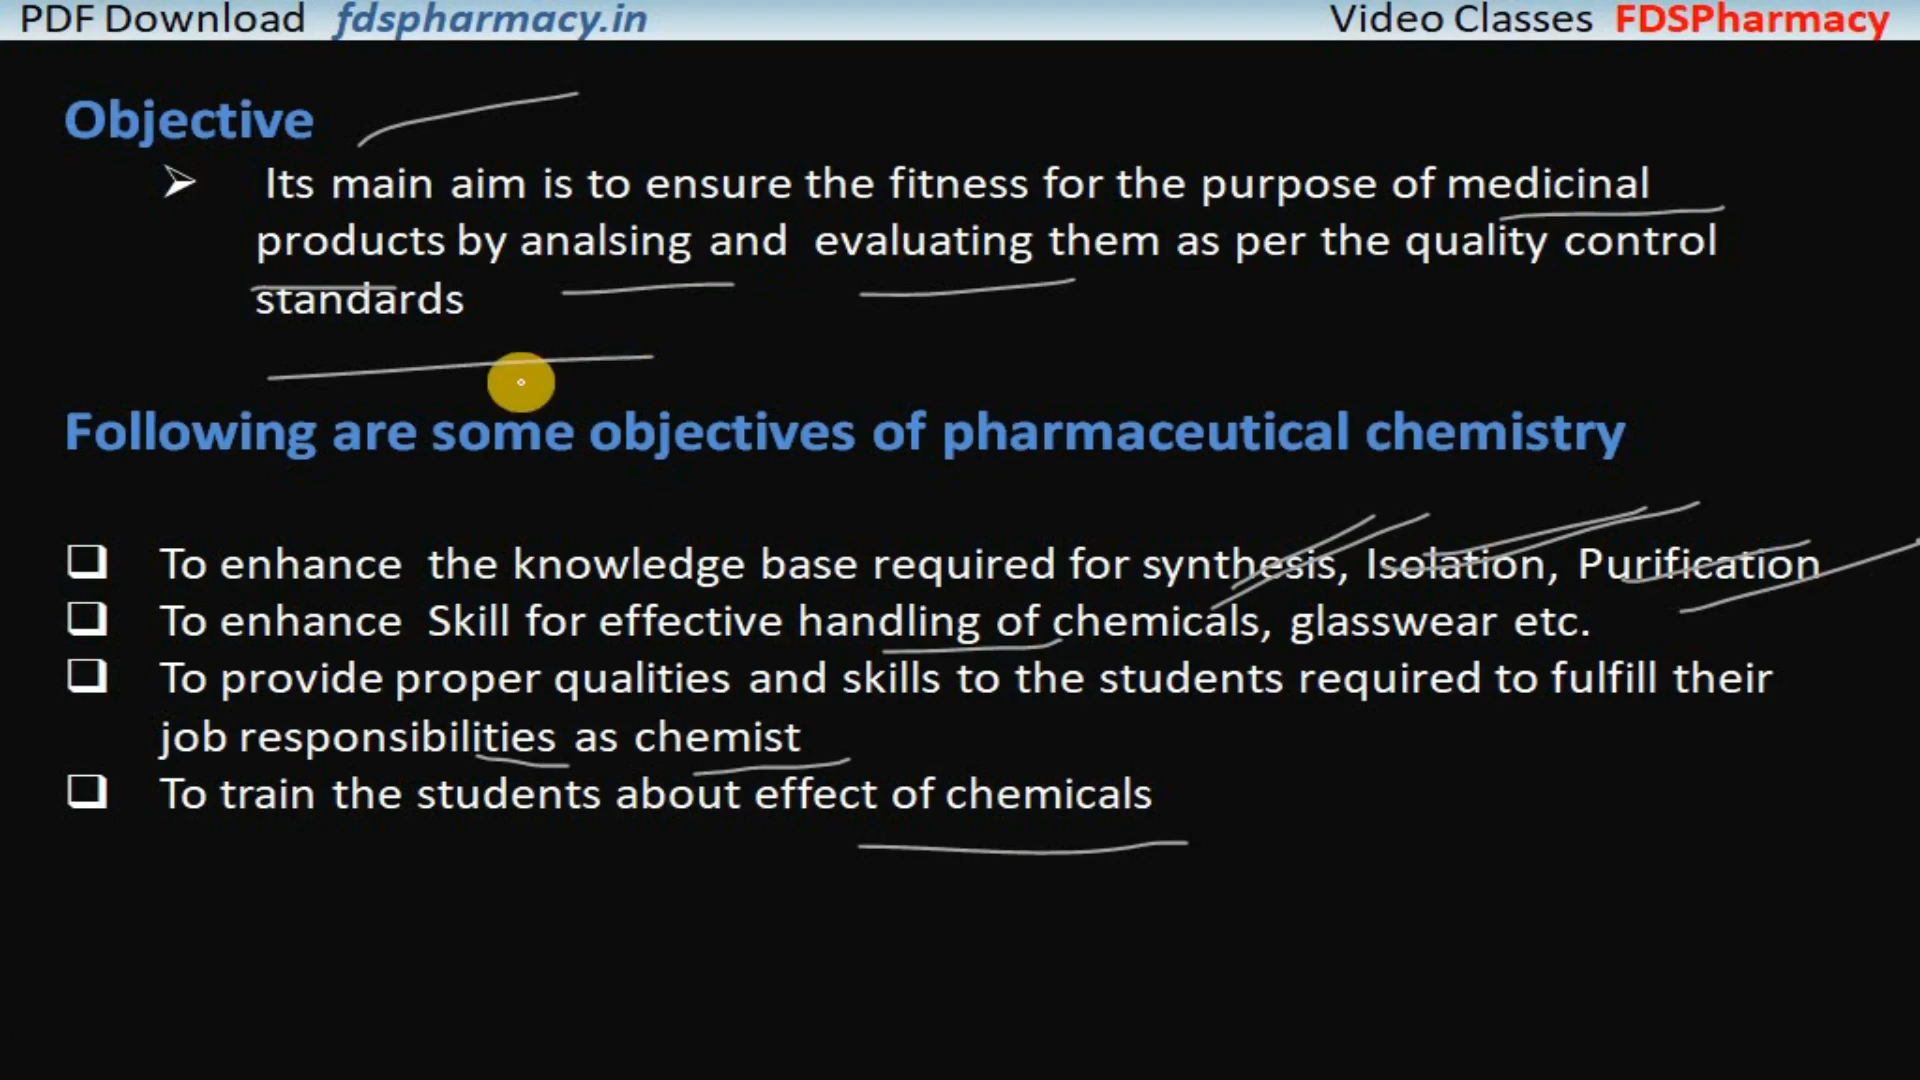 PDF Download fdspharmacy.in Video Classes FDSPharmacy
Objective
Its main aim is to ensure the fitness for the purpose of medicinal
products by analsing and evaluating them as per the quality control
standards
Following are some objectives of pharmaceutical chemistry
To enhance the knowledge base required for synthesis, Isolation, Purification
To enhance Skill for effective handling of chemicals, glasswear etc.
To provide proper qualities and skills to the students required to fulfill their
job responsibilities as chemist
To train the students about effect of chemicals